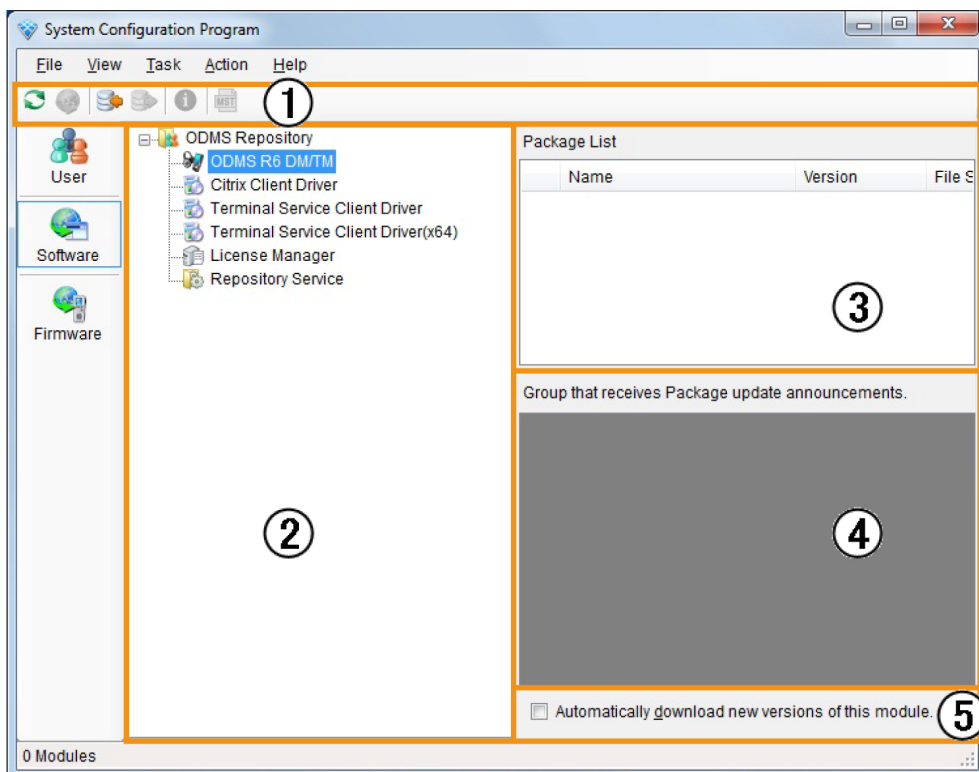 System Configuration Program
File View Task Action Help
MST
①
User
Software
Firmware
ODMS Repository
ODMS R6 DM/TM
Citrix Client Driver
Terminal Service Client Driver
Terminal Service Client Driver(x64)
License Manager
Repository Service
②
Package List
Name Version File S
③
Group that receives Package update announcements.
④
Automatically download new versions of this module.
⑤
0 Modules